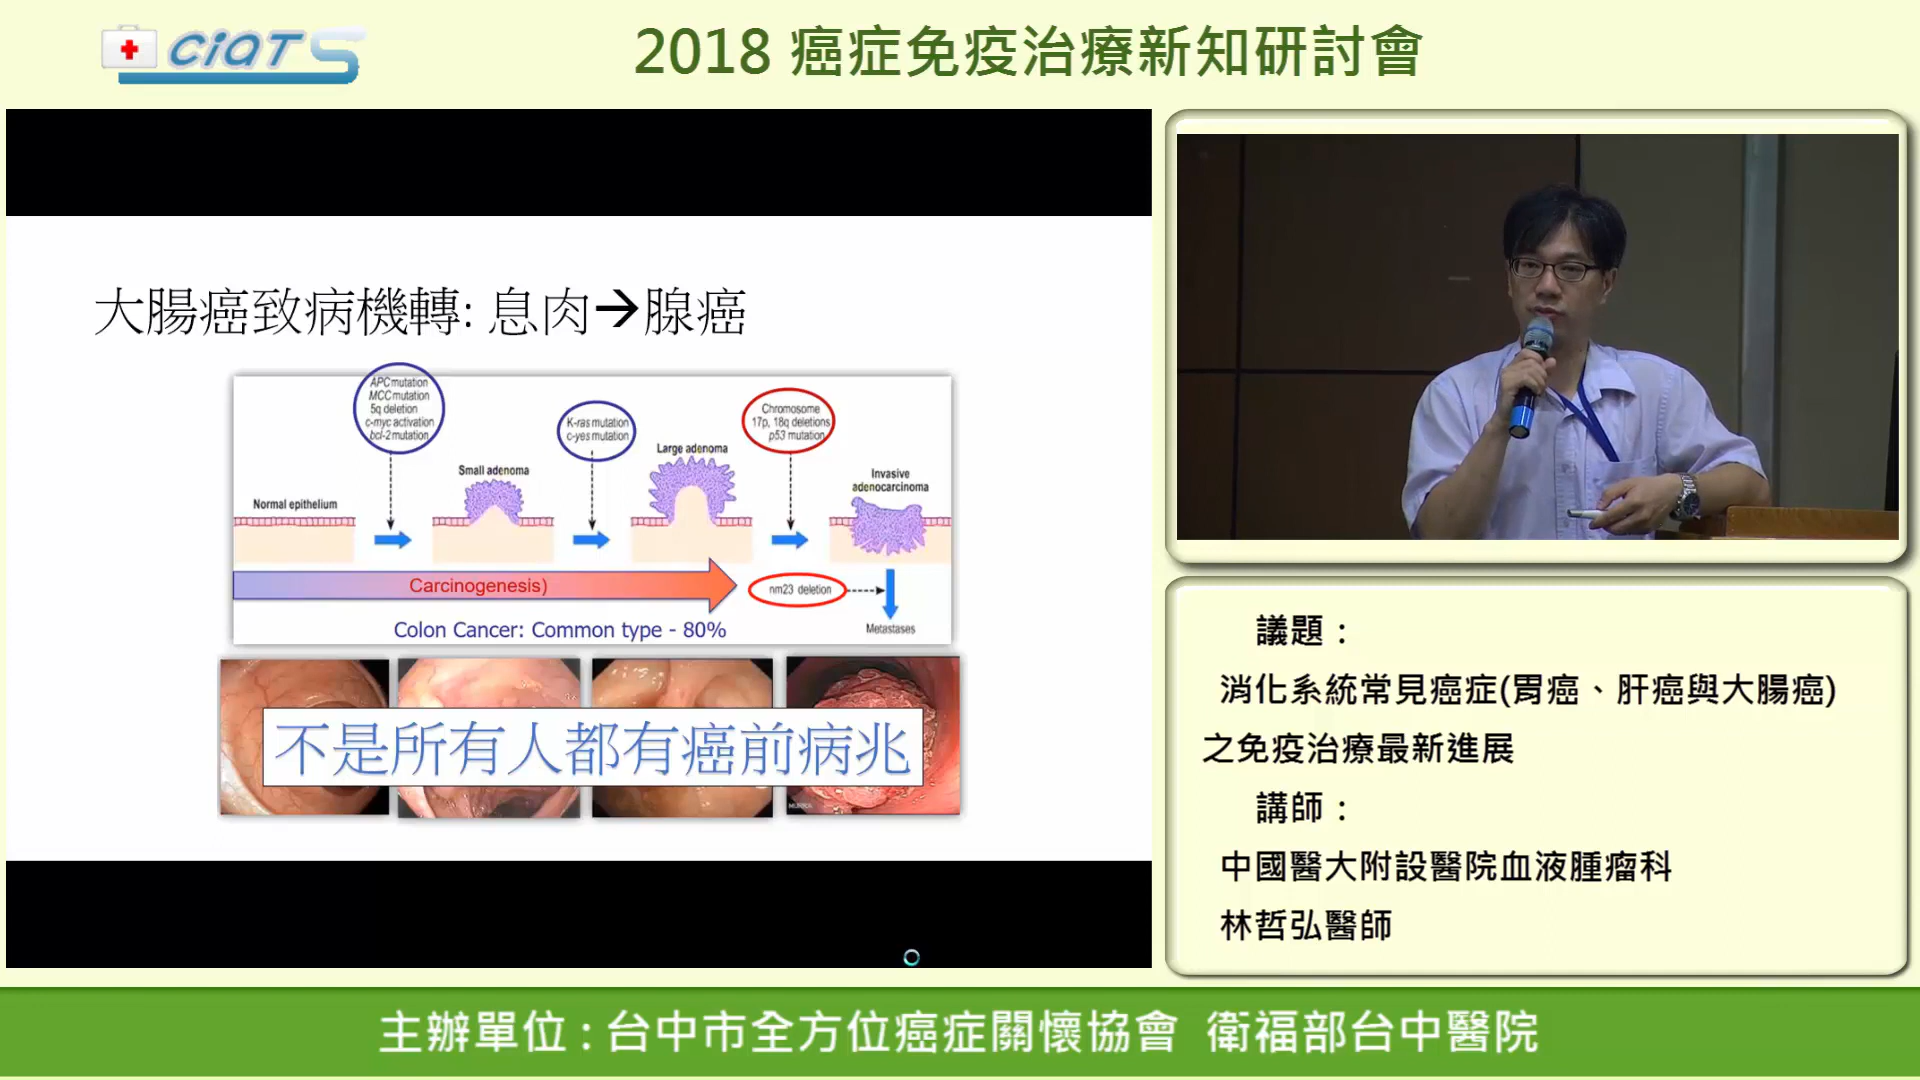 CiATS
2018 癌症免疫治療新知研討會
大腸癌致病機轉: 息肉→腺癌
APC mutation
MCC mutation
5q deletion
c-myc activation
bcl-2 mutation
K-ras mutation
c-yes mutation
Chromosome
17p, 18q deletions
p53 mutation
Normal epithelium
Small adenoma
Large adenoma
Invasive
adenocarcinoma
Carcinogenesis)
nm23 deletion
Metastases
Colon Cancer: Common type - 80%
不是所有人都有癌前病兆
議題：
消化系統常見癌症(胃癌、肝癌與大腸癌)
之免疫治療最新進展
講師：
中國醫大附設醫院血液腫瘤科
林哲弘醫師
主辦單位 : 台中市全方位癌症關懷協會 衛福部台中醫院